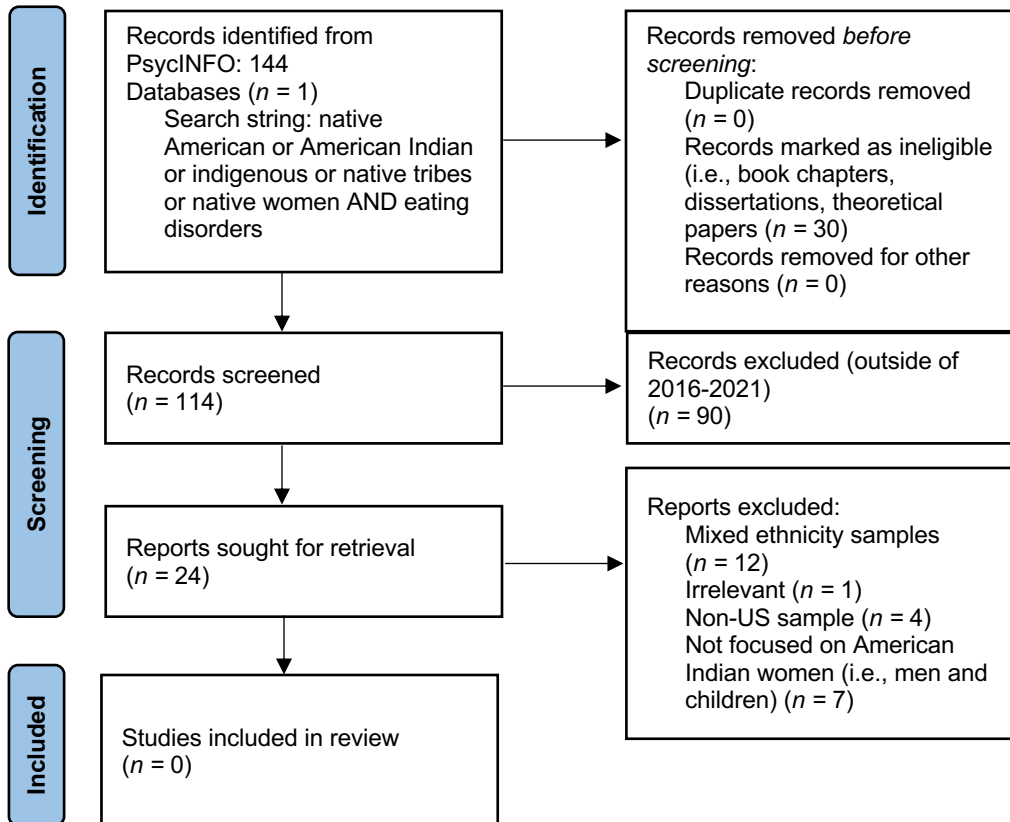 Identification
Records identified from
PsycINFO: 144
Databases (n = 1)
Search string: native
American or American Indian
or indigenous or native tribes
or native women AND eating
disorders
Records removed before
screening:
Duplicate records removed
(n = 0)
Records marked as ineligible
(i.e., book chapters,
dissertations, theoretical
papers (n = 30)
Records removed for other
reasons (n = 0)
Screening
Records screened
(n = 114)
Records excluded (outside of
2016-2021)
(n = 90)
Reports sought for retrieval
(n = 24)
Reports excluded:
Mixed ethnicity samples
(n = 12)
Irrelevant (n = 1)
Non-US sample (n = 4)
Not focused on American
Indian women (i.e., men and
children) (n = 7)
Included
Studies included in review
(n = 0)